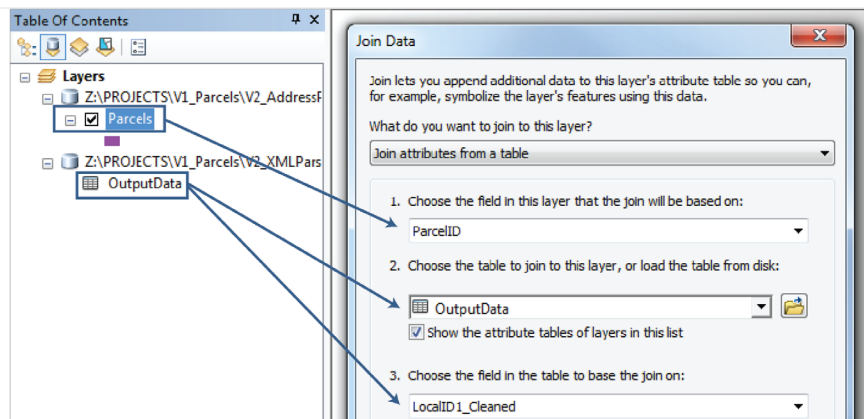 Table Of Contents
Layers
Z:\PROJECTS\V1_Parcels\V2_AddressF
Parcels
Z:\PROJECTS\V1_Parcels\V2_XMLPars
OutputData
Join Data
Join lets you append additional data to this layer's attribute table so you can,
for example, symbolize the layer's features using this data.
What do you want to join to this layer?
Join attributes from a table
1. Choose the field in this layer that the join will be based on:
ParcelID
2. Choose the table to join to this layer, or load the table from disk:
OutputData
Show the attribute tables of layers in this list
3. Choose the field in the table to base the join on:
LocalID1_Cleaned